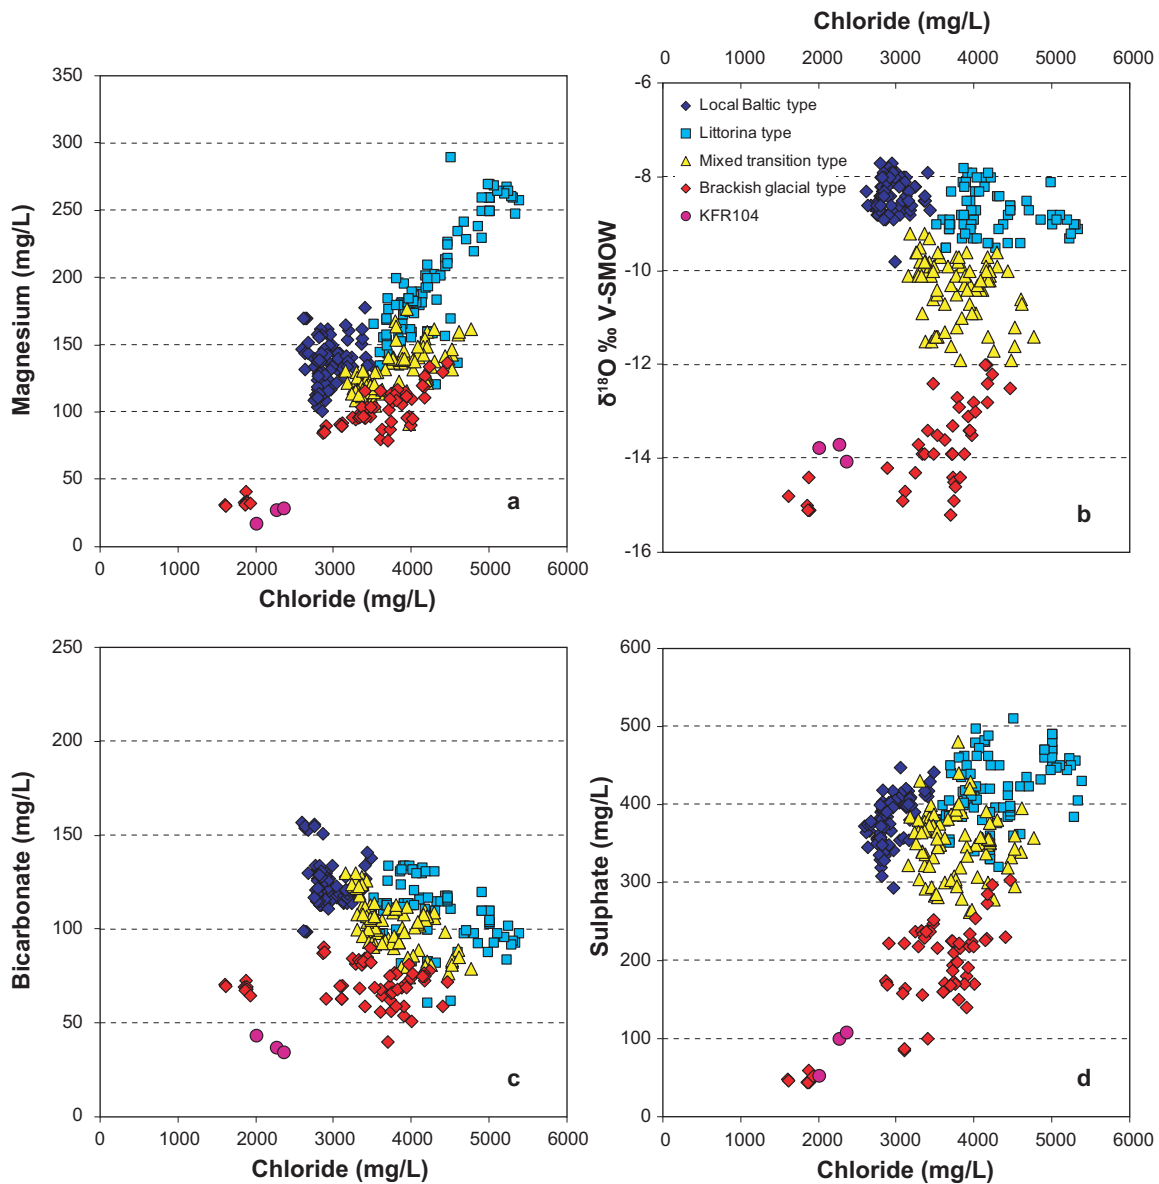 Chloride (mg/L)
0 1000 2000 3000 4000 5000 6000
350
300
250
200
150
100
50
0
Magnesium (mg/L)
a
0 1000 2000 3000 4000 5000 6000
Chloride (mg/L)
-6
-8
-10
-12
-14
-16
δ¹⁸O ‰ V-SMOW
Local Baltic type
Littorina type
Mixed transition type
Brackish glacial type
KFR104
b
250
200
150
100
50
0
Bicarbonate (mg/L)
c
0 1000 2000 3000 4000 5000 6000
Chloride (mg/L)
600
500
400
300
200
100
0
Sulphate (mg/L)
d
0 1000 2000 3000 4000 5000 6000
Chloride (mg/L)